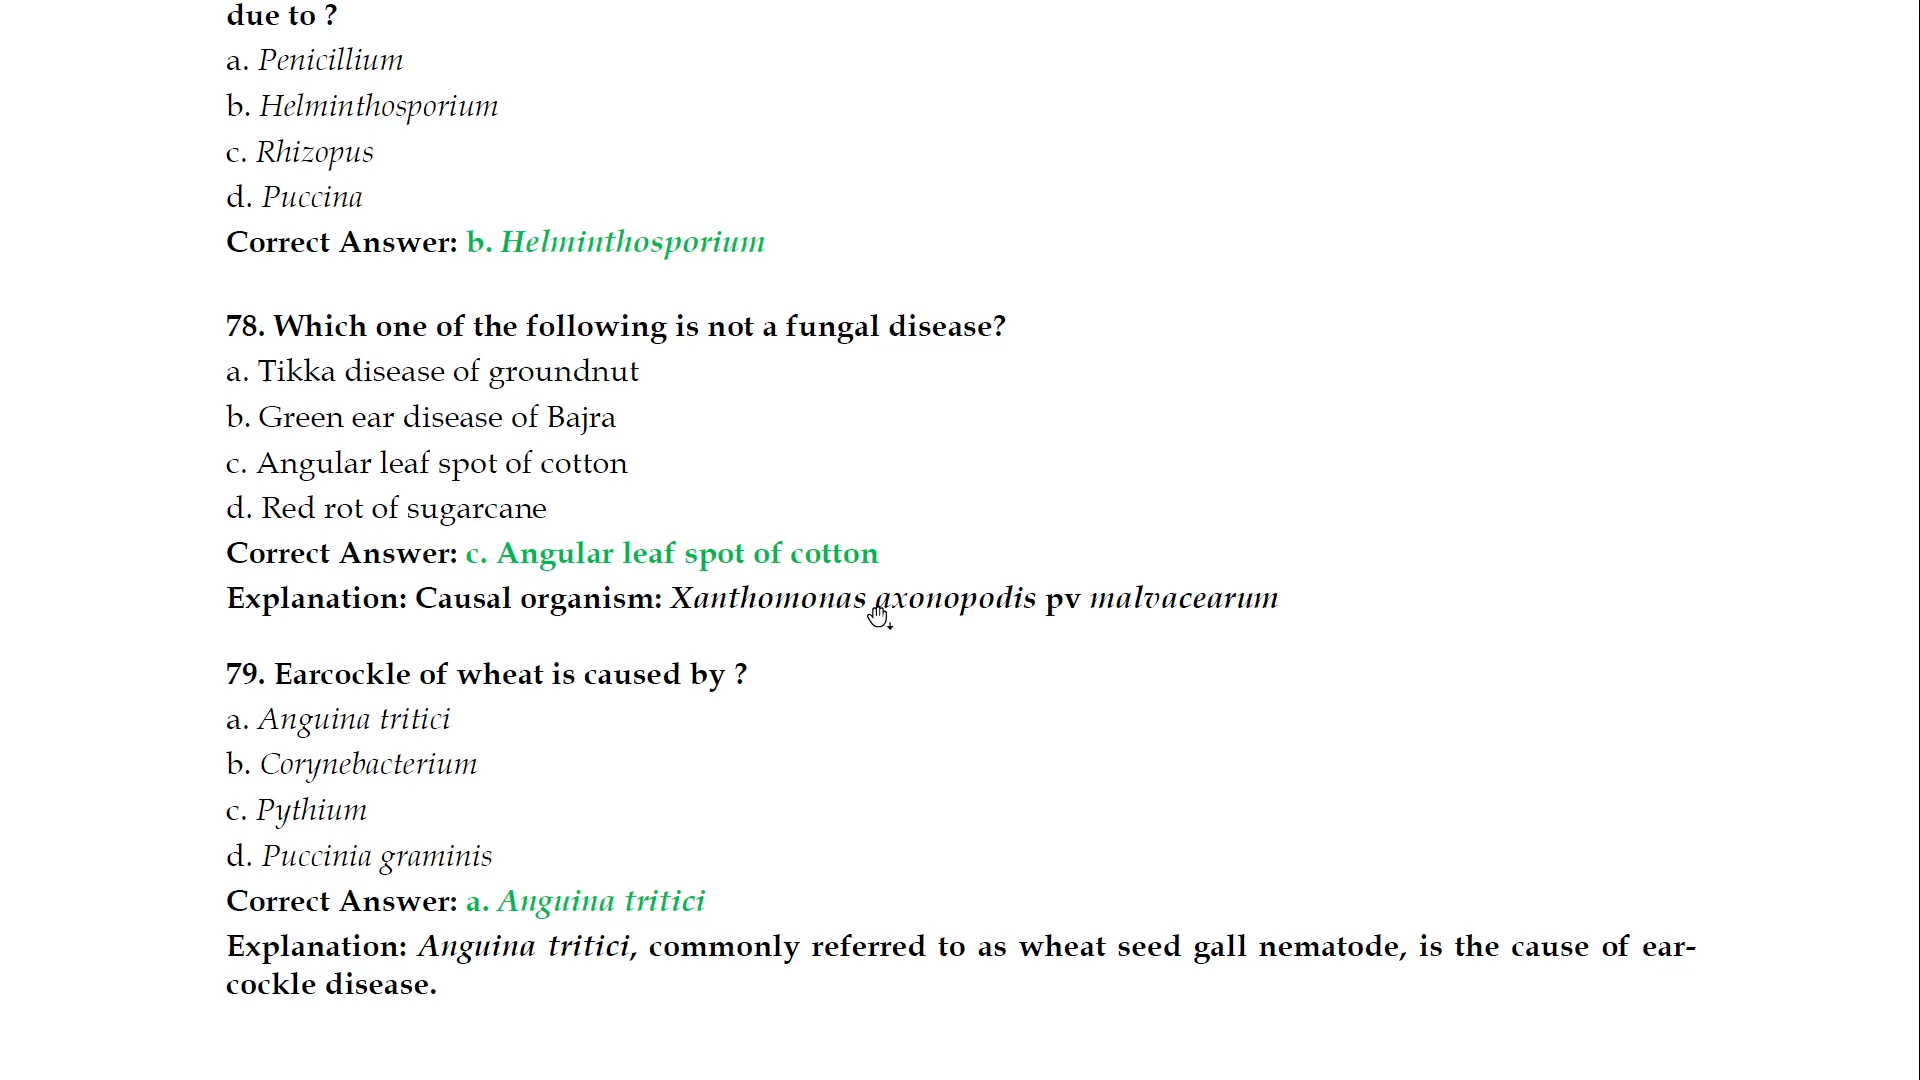 due to ?
a. Penicillium
b. Helminthosporium
c. Rhizopus
d. Puccina
Correct Answer: b. Helminthosporium
78. Which one of the following is not a fungal disease?
a. Tikka disease of groundnut
b. Green ear disease of Bajra
c. Angular leaf spot of cotton
d. Red rot of sugarcane
Correct Answer: c. Angular leaf spot of cotton
Explanation: Causal organism: Xanthomonas axonopodis pv malvacearum
79. Earcockle of wheat is caused by ?
a. Anguina tritici
b. Corynebacterium
c. Pythium
d. Puccinia graminis
Correct Answer: a. Anguina tritici
Explanation: Anguina tritici, commonly referred to as wheat seed gall nematode, is the cause of ear-
cockle disease.